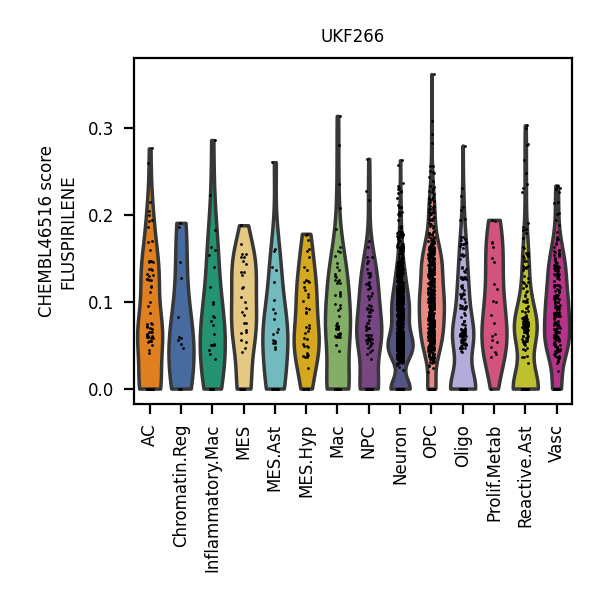 UKF266
CHEMBL46516 score
FLUSPIRILENE
0.3
0.2
0.1
0.0
AC
Chromatin.Reg
Inflammatory.Mac
MES
MES.Ast
MES.Hyp
Mac
NPC
Neuron
OPC
Oligo
Prolif.Metab
Reactive.Ast
Vasc